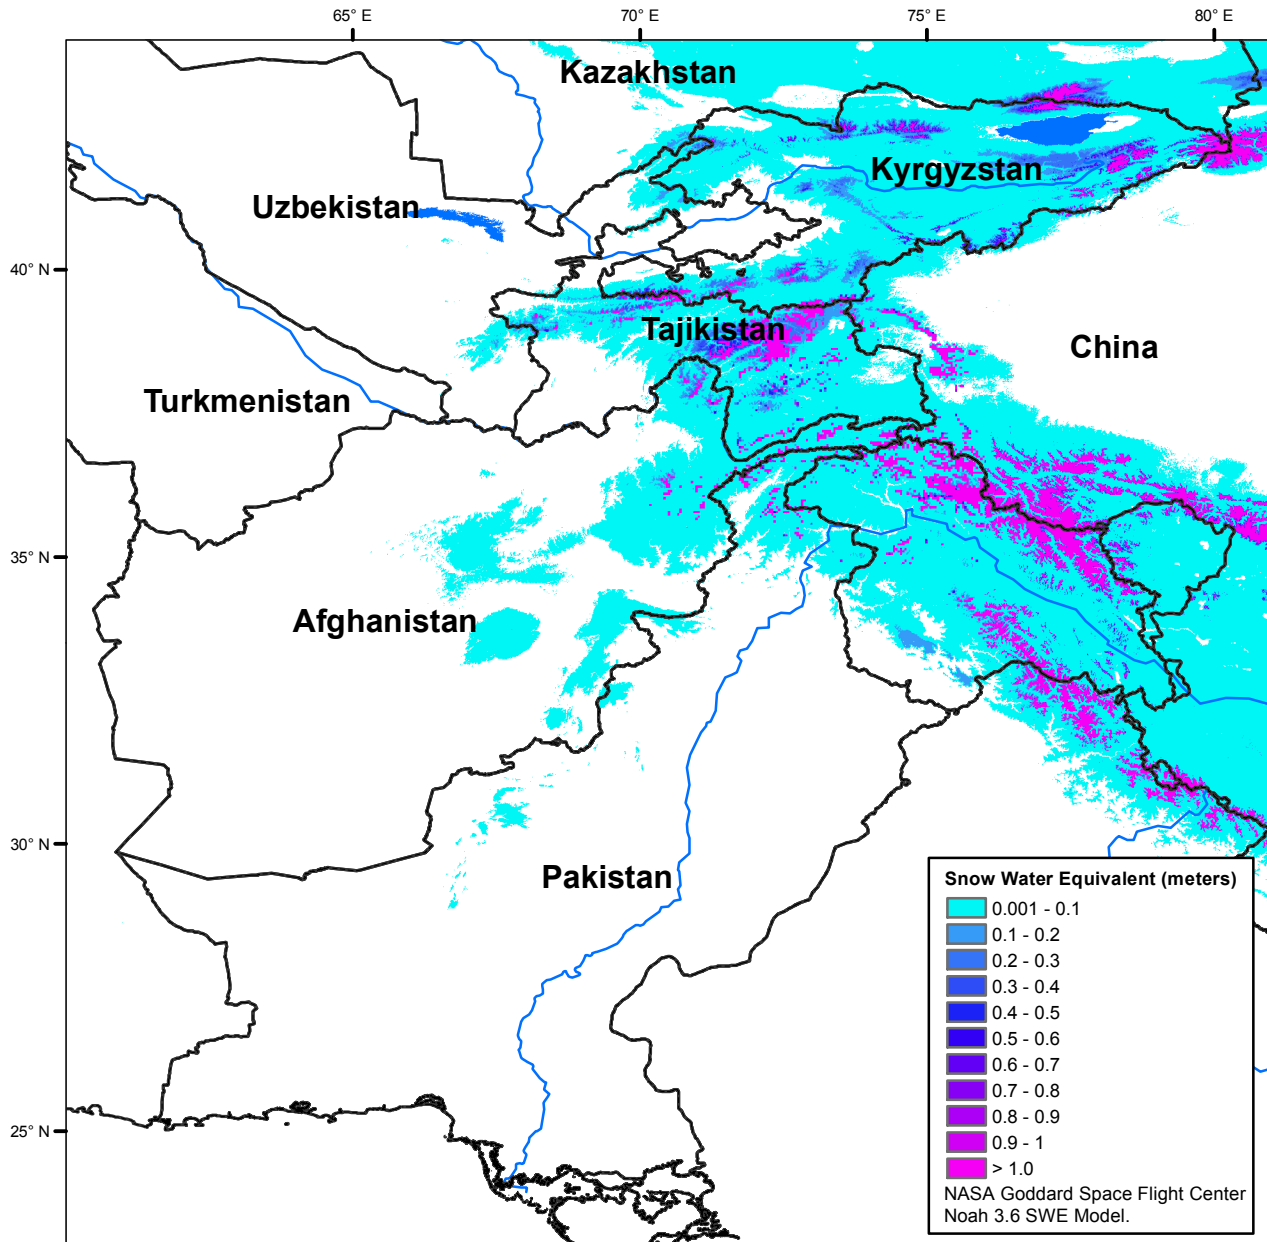 65° E
70° E
75° E
80° E
Kazakhstan
Kyrgyzstan
Uzbekistan
40° N
Tajikistan
China
Turkmenistan
35° N
Afghanistan
30° N
Pakistan
25° N
Snow Water Equivalent (meters)
0.001 - 0.1
0.1 - 0.2
0.2 - 0.3
0.3 - 0.4
0.4 - 0.5
0.5 - 0.6
0.6 - 0.7
0.7 - 0.8
0.8 - 0.9
0.9 - 1
> 1.0
NASA Goddard Space Flight Center
Noah 3.6 SWE Model.